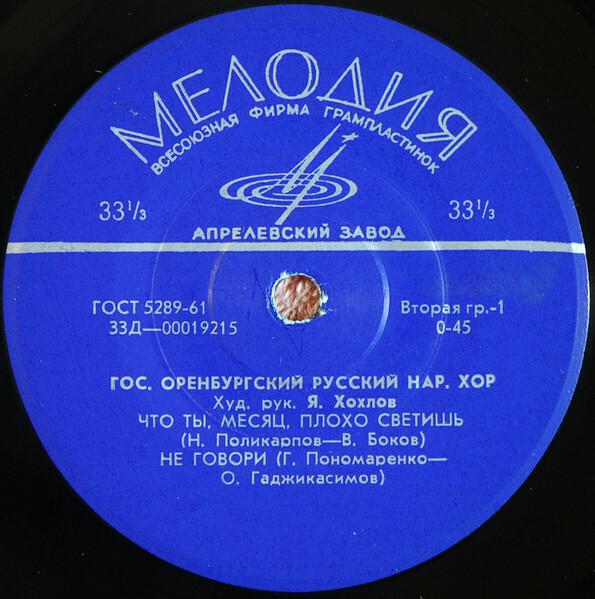 МЕЛОДИЯ
ВСЕСОЮЗНАЯ ФИРМА ГРАМПЛАСТИНОК
33⅓ 33⅓
АПРЕЛЕВСКИЙ ЗАВОД
ГОСТ 5289-61 Вторая гр.-1
33Д—00019215 0-45
ГОС. ОРЕНБУРГСКИЙ РУССКИЙ НАР. ХОР
Худ. рук. Я. Хохлов
ЧТО ТЫ, МЕСЯЦ, ПЛОХО СВЕТИШЬ
(Н. Поликарпов—В. Боков)
НЕ ГОВОРИ (Г. Пономаренко—
О. Гаджикасимов)